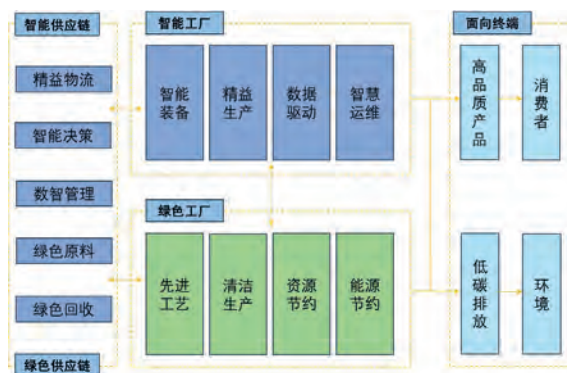 智能供应链
精益物流
智能决策
数智管理
绿色原料
绿色回收
绿色供应链
智能工厂
智能
装备
精益
生产
数据
驱动
智慧
运维
绿色工厂
先进
工艺
清洁
生产
资源
节约
能源
节约
面向终端
高品质产品
消费者
低碳排放
环境